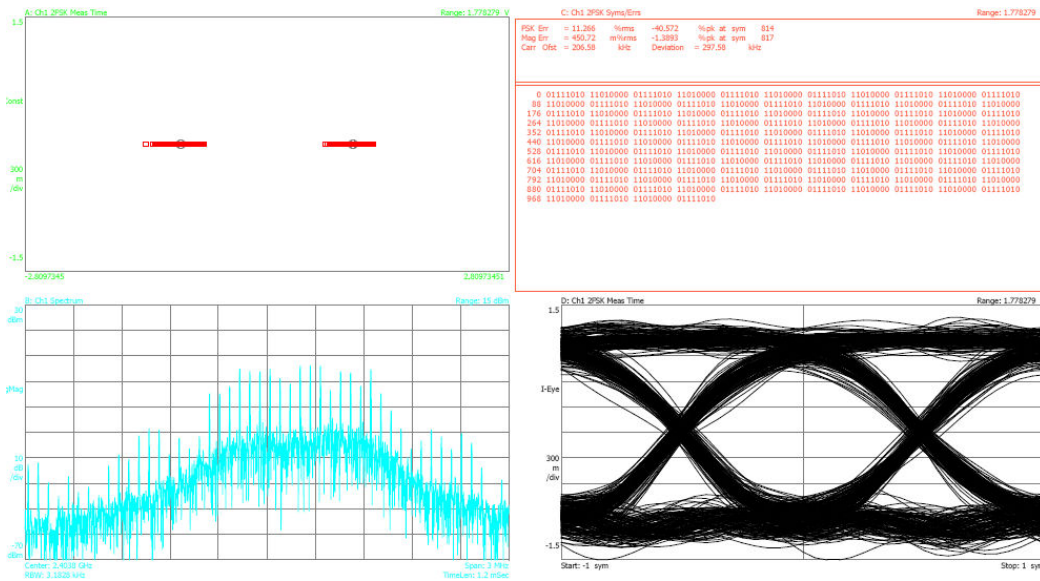 A: Ch1 2FSK Meas Time
Range: 1.778279 V
1.5
Const
300
m
/div
-1.5
-2.8097345
2.80973451
C: Ch1 2FSK Syms/Errs
Range: 1.778279
FSK Err = 11.266 %rms -40.572 %pk at sym 814
Mag Err = 450.72 m%rms -1.3893 %pk at sym 817
Carr Ofst = 206.58 kHz Deviation = 297.58 kHz
0 01111010 11010000 01111010 11010000 01111010 11010000 01111010 11010000 01111010 11010000 01111010
88 11010000 01111010 11010000 01111010 11010000 01111010 11010000 01111010 11010000 01111010 11010000
176 01111010 11010000 01111010 11010000 01111010 11010000 01111010 11010000 01111010 11010000 01111010
264 11010000 01111010 11010000 01111010 11010000 01111010 11010000 01111010 11010000 01111010 11010000
352 01111010 11010000 01111010 11010000 01111010 11010000 01111010 11010000 01111010 11010000 01111010
440 11010000 01111010 11010000 01111010 11010000 01111010 11010000 01111010 11010000 01111010 11010000
528 01111010 11010000 01111010 11010000 01111010 11010000 01111010 11010000 01111010 11010000 01111010
616 11010000 01111010 11010000 01111010 11010000 01111010 11010000 01111010 11010000 01111010 11010000
704 01111010 11010000 01111010 11010000 01111010 11010000 01111010 11010000 01111010 11010000 01111010
792 11010000 01111010 11010000 01111010 11010000 01111010 11010000 01111010 11010000 01111010 11010000
880 01111010 11010000 01111010 11010000 01111010 11010000 01111010 11010000 01111010 11010000 01111010
968 11010000 01111010 11010000 01111010
B: Ch1 Spectrum
Range: 15 dBm
30
dBm
gMag
10
dB
/div
-70
dBm
Center: 2.4038 GHz
Span: 3 MHz
RBW: 3.1828 kHz
TimeLen: 1.2 mSec
D: Ch1 2FSK Meas Time
Range: 1.778279
1.5
I-Eye
300
m
/div
-1.5
Start: -1 sym
Stop: 1 sym